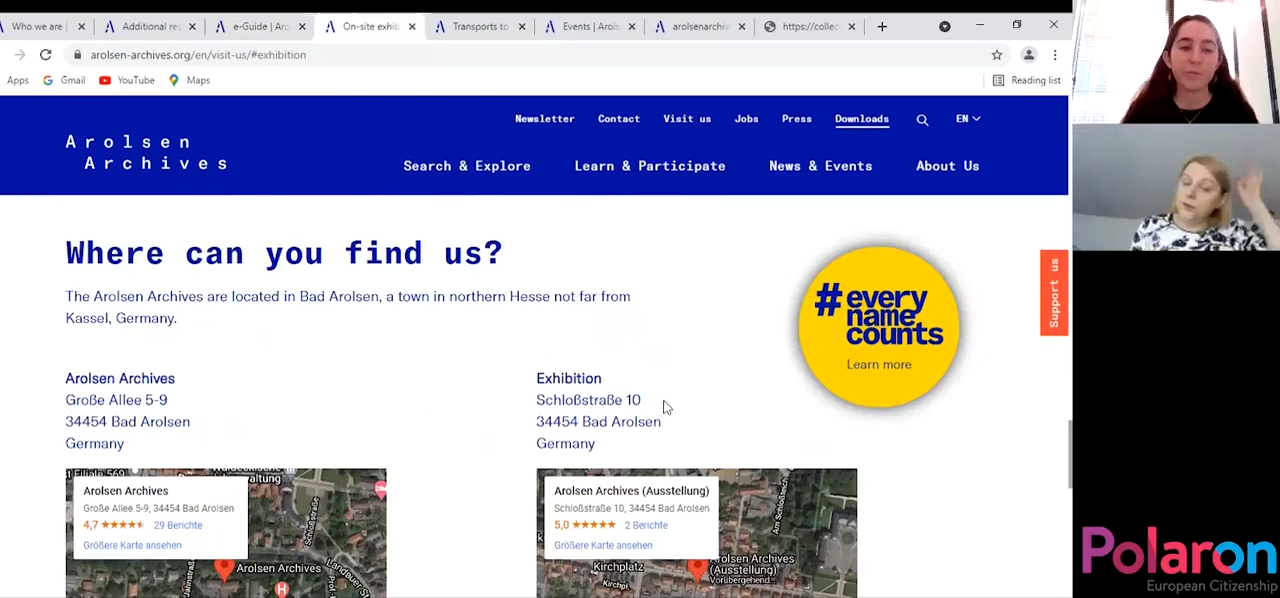 Who we are
Additional re
e-Guide | Aro
On-site exhib
Transports to
Events | Arols
arolsenarchiv
https://collec
arolsen-archives.org/en/visit-us/#exhibition
Apps
Gmail
YouTube
Maps
Reading list
Newsletter
Contact
Visit us
Jobs
Press
Downloads
EN
Arolsen
Archives
Search & Explore
Learn & Participate
News & Events
About Us
Where can you find us?
The Arolsen Archives are located in Bad Arolsen, a town in northern Hesse not far from
Kassel, Germany.
#every
name
counts
Learn more
Support us
Arolsen Archives
Große Allee 5-9
34454 Bad Arolsen
Germany
Exhibition
Schloßstraße 10
34454 Bad Arolsen
Germany
Arolsen Archives
Große Allee 5-9, 34454 Bad Arolsen
4,7
29 Berichte
Größere Karte ansehen
Schloßstraße
Arolsen Archives
H
Arolsen Archives (Ausstellung)
Schloßstraße 10, 34454 Bad Arolsen
5,0
2 Berichte
Größere Karte ansehen
Am Schloßteich
Kirchplatz
Arolsen Archives
(Ausstellung)
Vorübergehend...
Polaron
European Citizenship